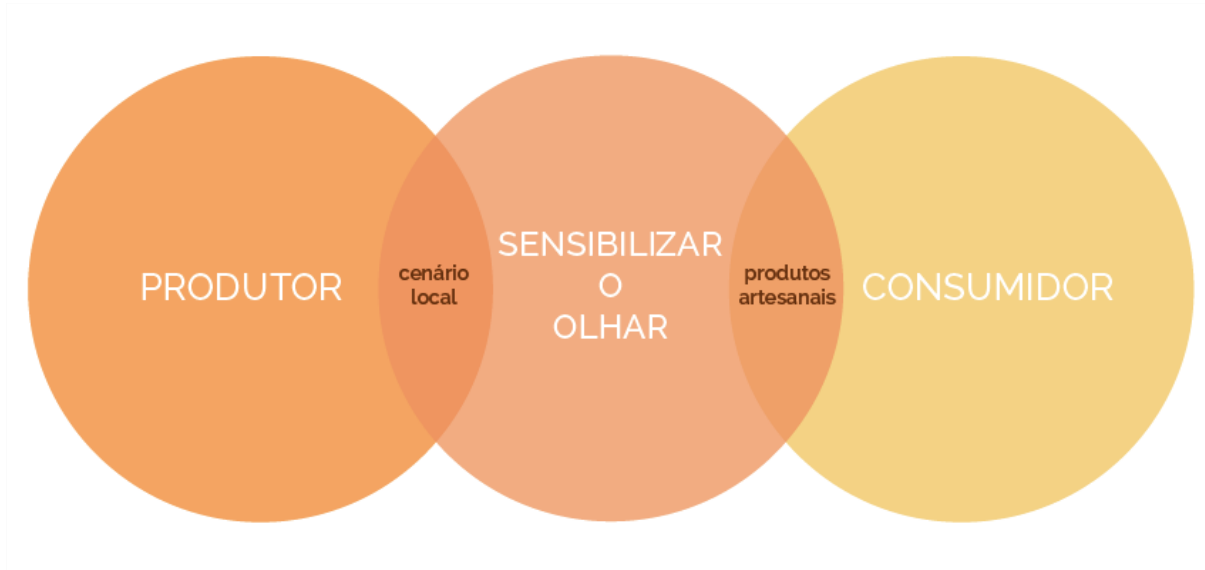 PRODUTOR
cenário
local
SENSIBILIZAR
O
OLHAR
produtos
artesanais
CONSUMIDOR